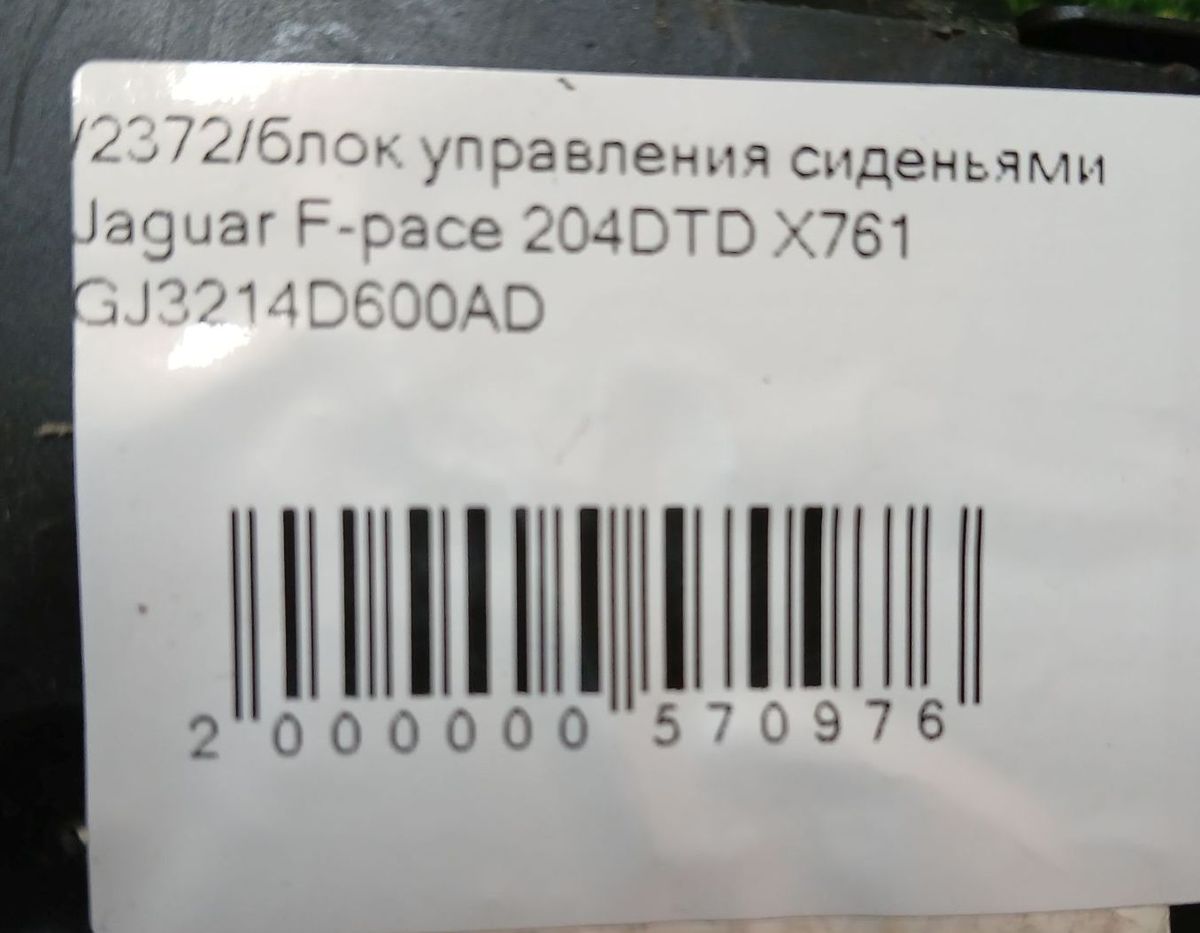 /2372/блок управления сиденьями
Jaguar F-pace 204DTD X761
GJ3214D600AD
2 000000 570976